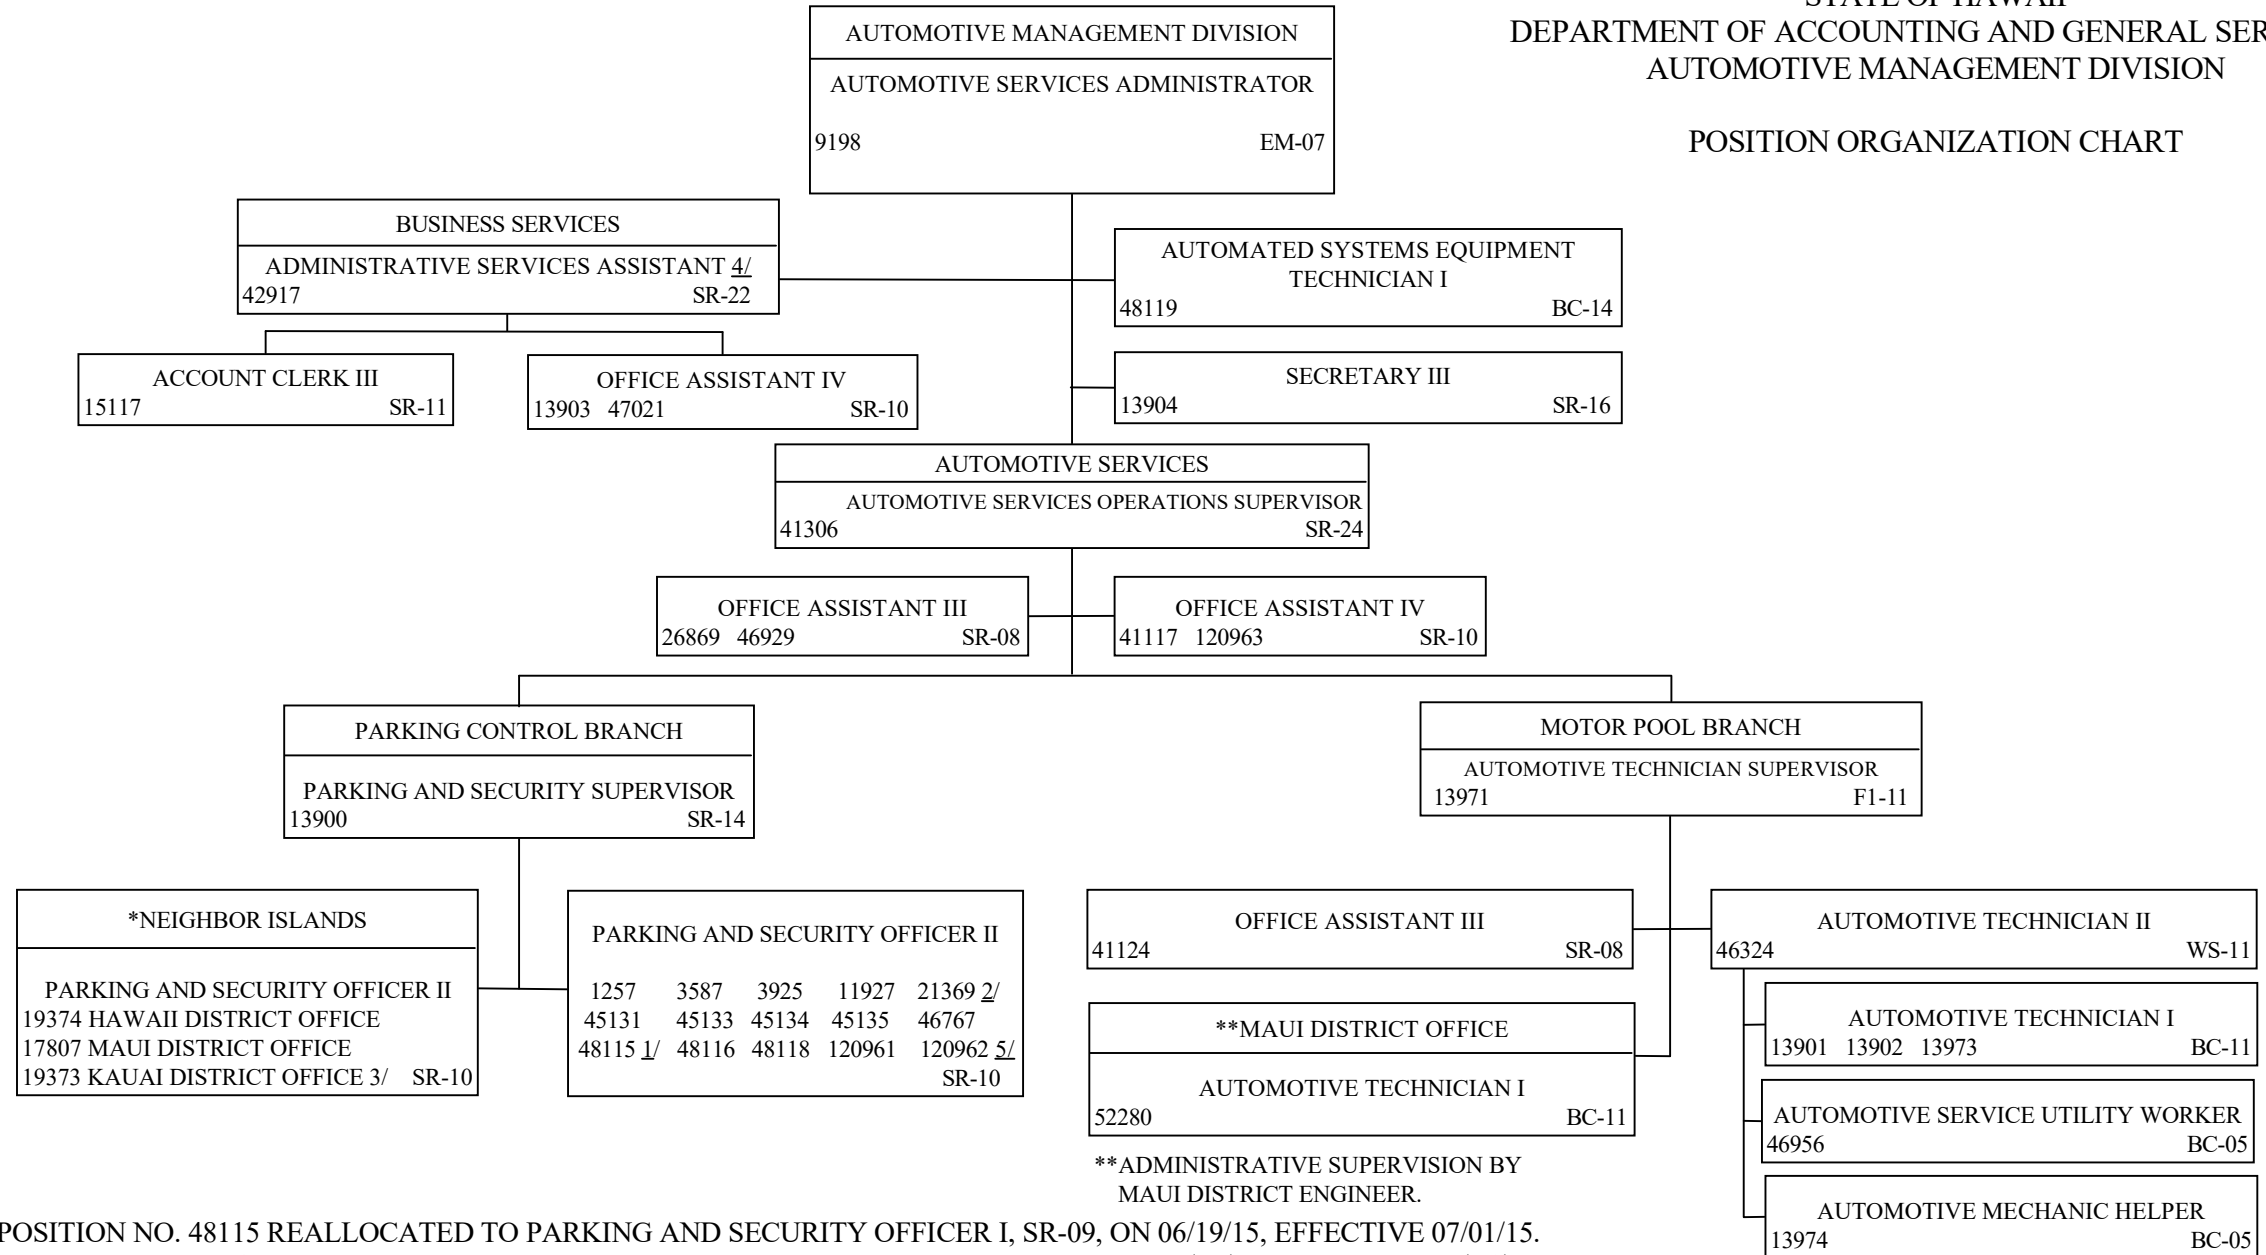 STATE OF HAWAII
DEPARTMENT OF ACCOUNTING AND GENERAL SER
AUTOMOTIVE MANAGEMENT DIVISION
POSITION ORGANIZATION CHART
AUTOMOTIVE MANAGEMENT DIVISION
AUTOMOTIVE SERVICES ADMINISTRATOR
9198 EM-07
BUSINESS SERVICES
ADMINISTRATIVE SERVICES ASSISTANT 4/
42917 SR-22
AUTOMATED SYSTEMS EQUIPMENT
TECHNICIAN I
48119 BC-14
ACCOUNT CLERK III
15117 SR-11
OFFICE ASSISTANT IV
13903 47021 SR-10
SECRETARY III
13904 SR-16
AUTOMOTIVE SERVICES
AUTOMOTIVE SERVICES OPERATIONS SUPERVISOR
41306 SR-24
OFFICE ASSISTANT III
26869 46929 SR-08
OFFICE ASSISTANT IV
41117 120963 SR-10
PARKING CONTROL BRANCH
PARKING AND SECURITY SUPERVISOR
13900 SR-14
MOTOR POOL BRANCH
AUTOMOTIVE TECHNICIAN SUPERVISOR
13971 F1-11
*NEIGHBOR ISLANDS
PARKING AND SECURITY OFFICER II
19374 HAWAII DISTRICT OFFICE
17807 MAUI DISTRICT OFFICE
19373 KAUAI DISTRICT OFFICE 3/ SR-10
PARKING AND SECURITY OFFICER II
1257 3587 3925 11927 21369 2/
45131 45133 45134 45135 46767
48115 1/ 48116 48118 120961 120962 5/
SR-10
OFFICE ASSISTANT III
41124 SR-08
**MAUI DISTRICT OFFICE
AUTOMOTIVE TECHNICIAN I
52280 BC-11
**ADMINISTRATIVE SUPERVISION BY
MAUI DISTRICT ENGINEER.
AUTOMOTIVE TECHNICIAN II
46324 WS-11
AUTOMOTIVE TECHNICIAN I
13901 13902 13973 BC-11
AUTOMOTIVE SERVICE UTILITY WORKER
46956 BC-05
AUTOMOTIVE MECHANIC HELPER
13974 BC-05
POSITION NO. 48115 REALLOCATED TO PARKING AND SECURITY OFFICER I, SR-09, ON 06/19/15, EFFECTIVE 07/01/15.